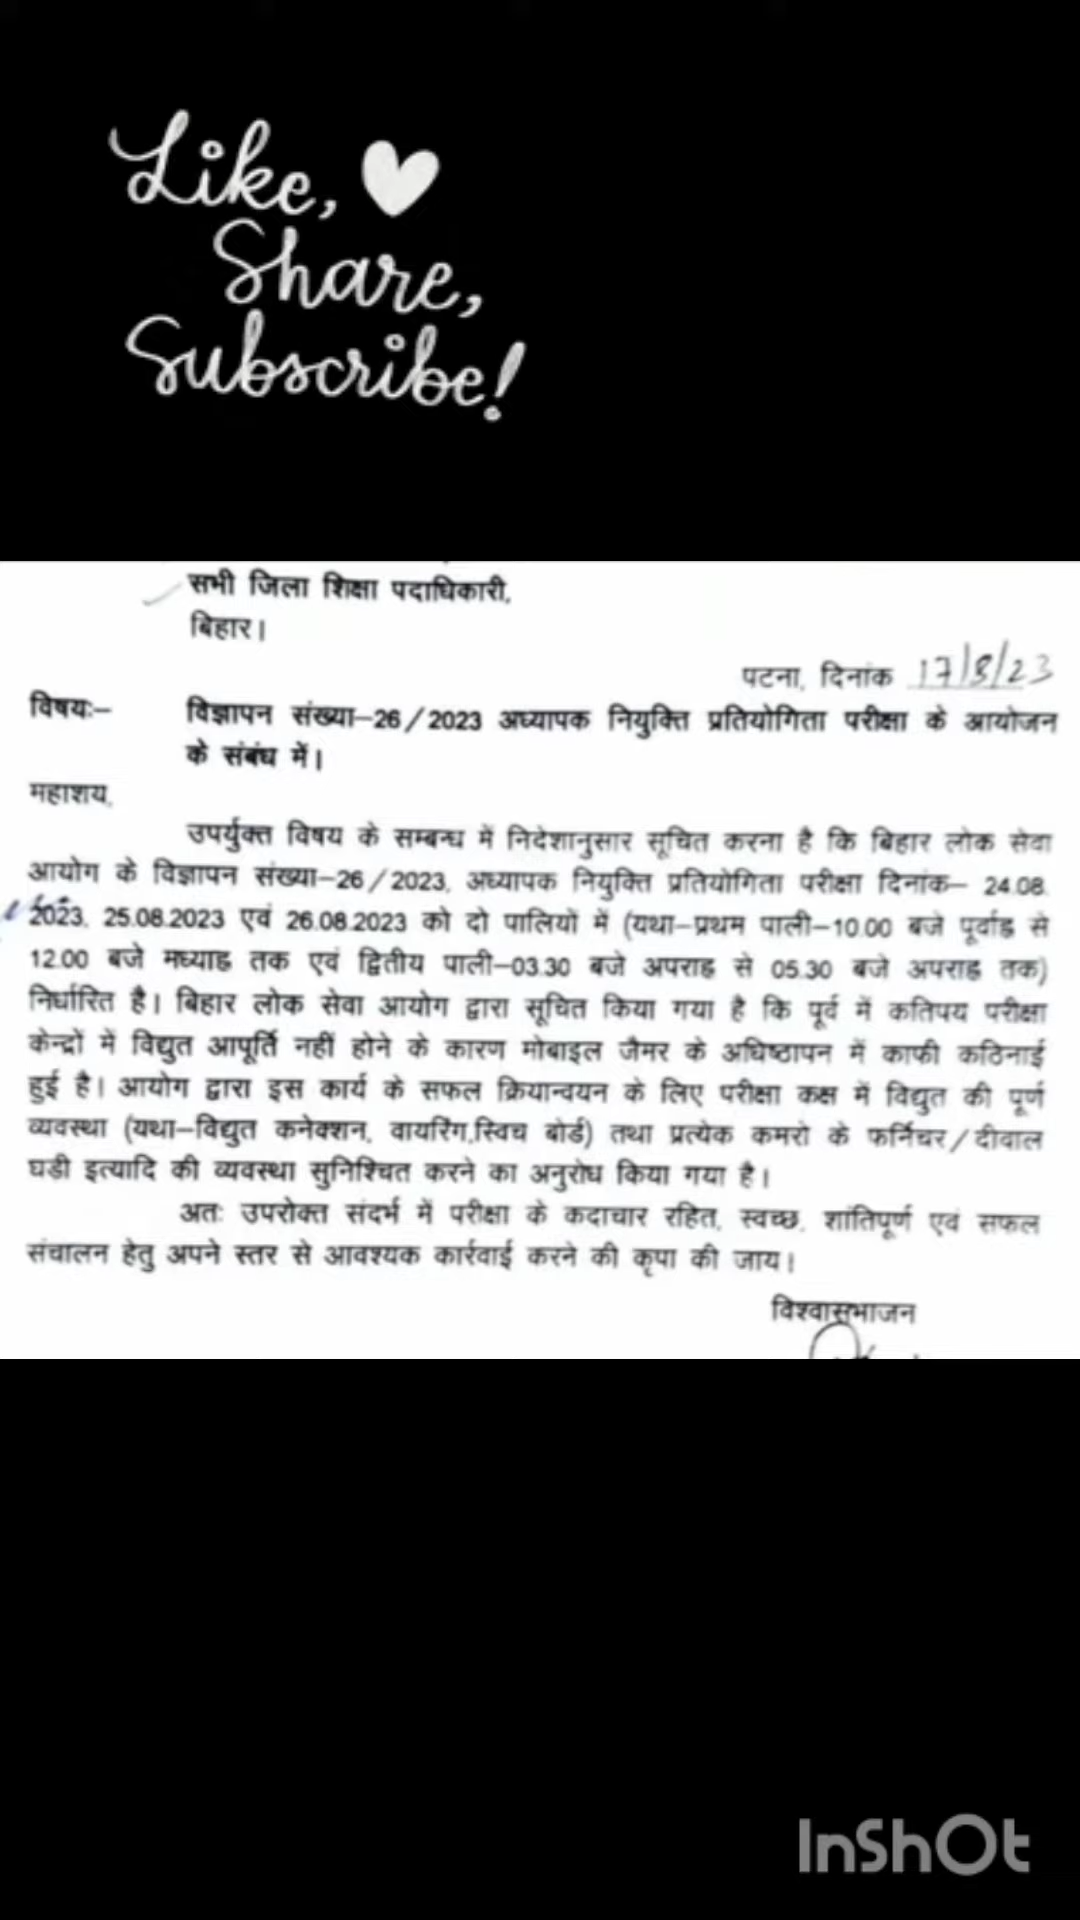 Like,
Share,
Subscribe!
सभी जिला शिक्षा पदाधिकारी,
बिहार।
पटना, दिनांक 17/8/23
विषयः– विज्ञापन संख्या–26/2023 अध्यापक नियुक्ति प्रतियोगिता परीक्षा के आयोजन
के संबंध में।
महाशय,
उपर्युक्त विषय के सम्बन्ध में निदेशानुसार सूचित करना है कि बिहार लोक सेवा
आयोग के विज्ञापन संख्या–26/2023, अध्यापक नियुक्ति प्रतियोगिता परीक्षा दिनांक– 24.08.
2023, 25.08.2023 एवं 26.08.2023 को दो पालियों में (यथा–प्रथम पाली–10.00 बजे पूर्वाह्न से
12.00 बजे मध्याह्न तक एवं द्वितीय पाली–03.30 बजे अपराह्न से 05.30 बजे अपराह्न तक)
निर्धारित है। बिहार लोक सेवा आयोग द्वारा सूचित किया गया है कि पूर्व में कतिपय परीक्षा
केन्द्रों में विद्युत आपूर्ति नहीं होने के कारण मोबाइल जैमर के अधिष्ठापन में काफी कठिनाई
हुई है। आयोग द्वारा इस कार्य के सफल क्रियान्वयन के लिए परीक्षा कक्ष में विद्युत की पूर्ण
व्यवस्था (यथा–विद्युत कनेक्शन, वायरिंग,स्विच बोर्ड) तथा प्रत्येक कमरो के फर्निचर/दीवाल
घडी इत्यादि की व्यवस्था सुनिश्चित करने का अनुरोध किया गया है।
अतः उपरोक्त संदर्भ में परीक्षा के कदाचार रहित, स्वच्छ, शांतिपूर्ण एवं सफल
संचालन हेतु अपने स्तर से आवश्यक कार्रवाई करने की कृपा की जाय।
विश्वासभाजन
InShOt